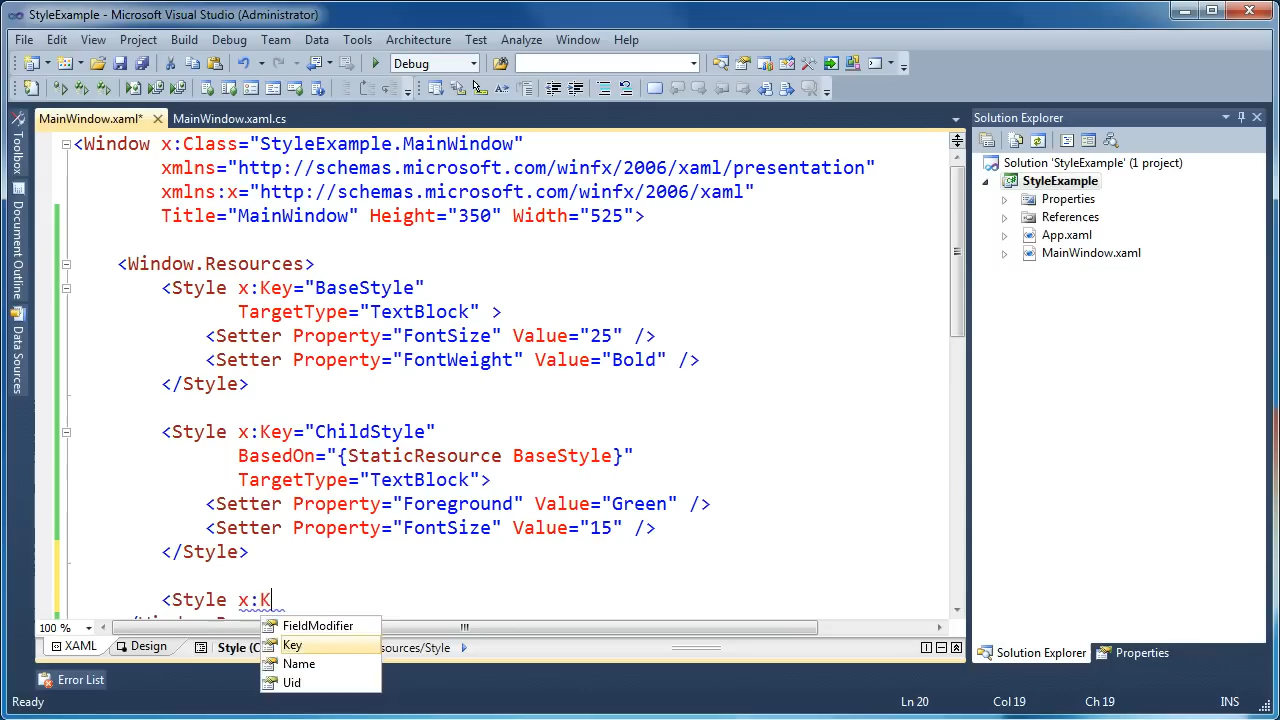 StyleExample - Microsoft Visual Studio (Administrator)
File Edit View Project Build Debug Team Data Tools Architecture Test Analyze Window Help
Debug
MainWindow.xaml* MainWindow.xaml.cs
<Window x:Class="StyleExample.MainWindow"
xmlns="http://schemas.microsoft.com/winfx/2006/xaml/presentation"
xmlns:x="http://schemas.microsoft.com/winfx/2006/xaml"
Title="MainWindow" Height="350" Width="525">
<Window.Resources>
<Style x:Key="BaseStyle"
TargetType="TextBlock" >
<Setter Property="FontSize" Value="25" />
<Setter Property="FontWeight" Value="Bold" />
</Style>
<Style x:Key="ChildStyle"
BasedOn="{StaticResource BaseStyle}"
TargetType="TextBlock">
<Setter Property="Foreground" Value="Green" />
<Setter Property="FontSize" Value="15" />
</Style>
<Style x:K
FieldModifier
Key
Name
Uid
100 %
XAML Design Style (C ources/Style
Error List
Ready Ln 20 Col 19 Ch 19 INS
Toolbox
Document Outline
Data Sources
Solution Explorer
Solution 'StyleExample' (1 project)
StyleExample
Properties
References
App.xaml
MainWindow.xaml
Solution Explorer Properties